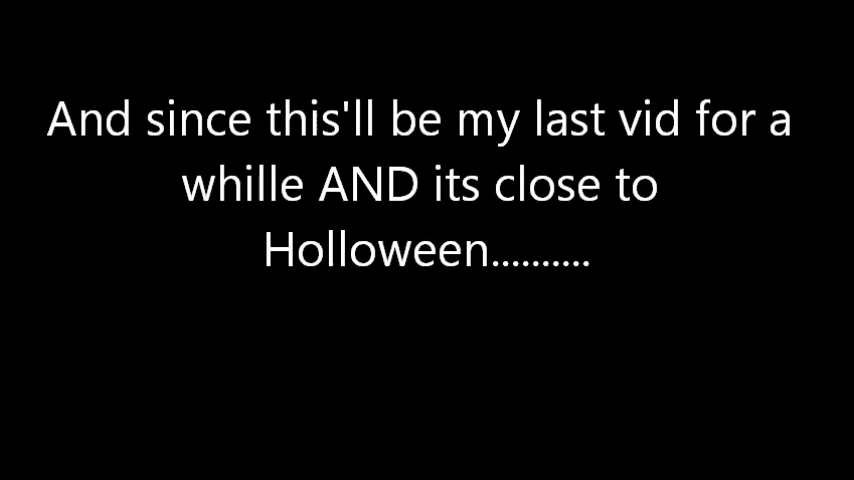 And since this'll be my last vid for a
whille AND its close to
Holloween..........